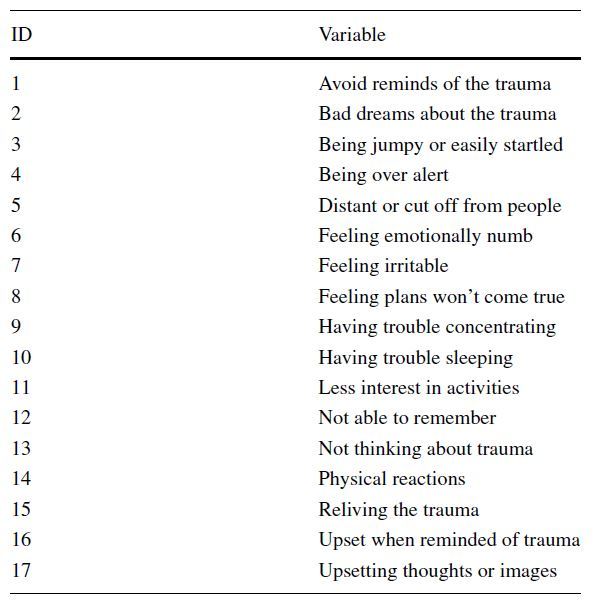 ID Variable
1 Avoid reminds of the trauma
2 Bad dreams about the trauma
3 Being jumpy or easily startled
4 Being over alert
5 Distant or cut off from people
6 Feeling emotionally numb
7 Feeling irritable
8 Feeling plans won’t come true
9 Having trouble concentrating
10 Having trouble sleeping
11 Less interest in activities
12 Not able to remember
13 Not thinking about trauma
14 Physical reactions
15 Reliving the trauma
16 Upset when reminded of trauma
17 Upsetting thoughts or images